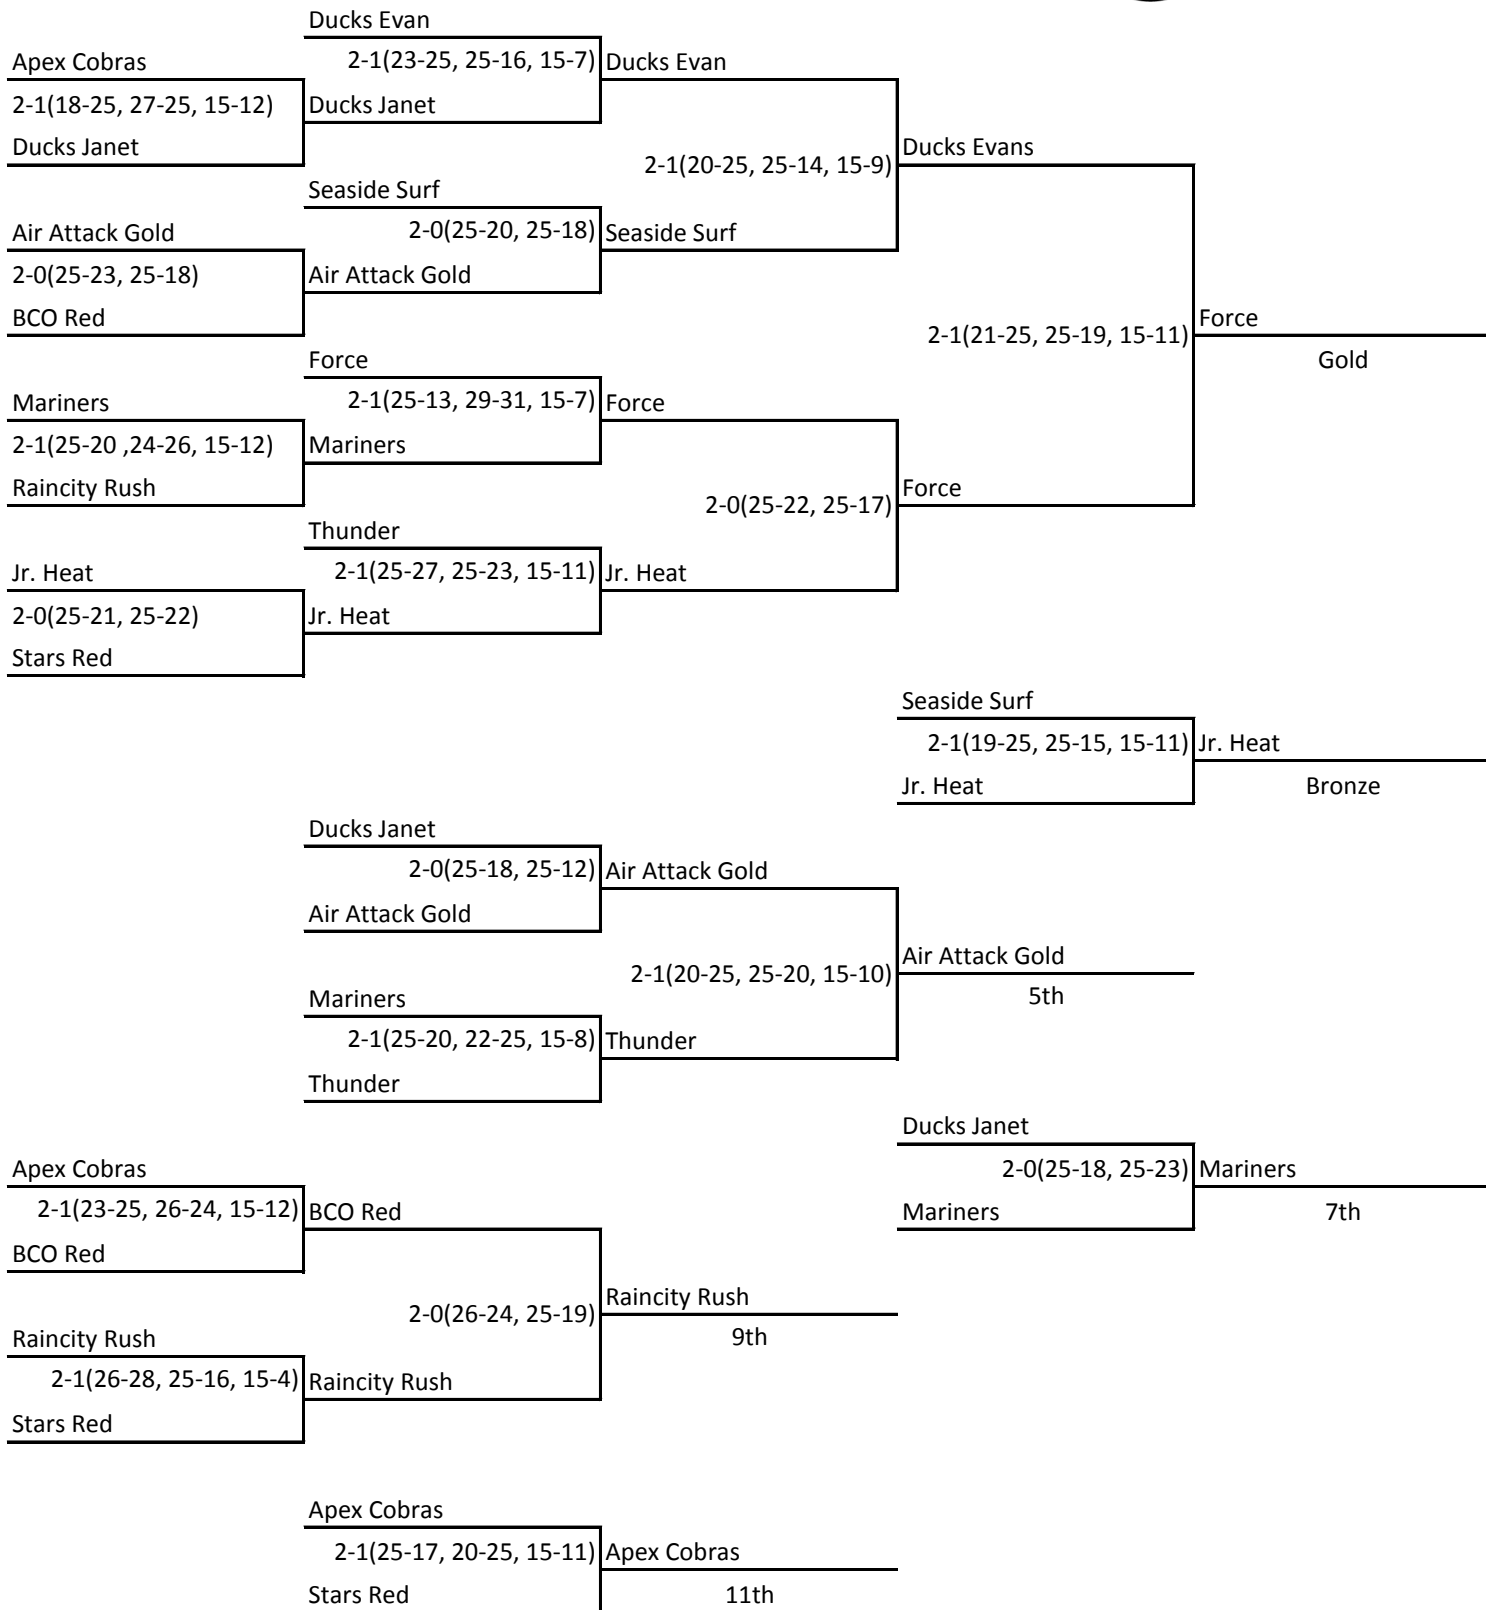 Ducks Evan
Apex Cobras
2-1(23-25, 25-16, 15-7)
Ducks Evan
2-1(18-25, 27-25, 15-12)
Ducks Janet
Ducks Janet
Ducks Evans
2-1(20-25, 25-14, 15-9)
Seaside Surf
Air Attack Gold
2-0(25-20, 25-18)
Seaside Surf
2-0(25-23, 25-18)
Air Attack Gold
BCO Red
Force
2-1(21-25, 25-19, 15-11)
Force
Gold
Mariners
2-1(25-13, 29-31, 15-7)
Force
2-1(25-20 ,24-26, 15-12)
Mariners
Raincity Rush
Force
2-0(25-22, 25-17)
Thunder
Jr. Heat
2-1(25-27, 25-23, 15-11)
Jr. Heat
2-0(25-21, 25-22)
Jr. Heat
Stars Red
Seaside Surf
2-1(19-25, 25-15, 15-11)
Jr. Heat
Jr. Heat
Bronze
Ducks Janet
2-0(25-18, 25-12)
Air Attack Gold
Air Attack Gold
Air Attack Gold
2-1(20-25, 25-20, 15-10)
5th
Mariners
2-1(25-20, 22-25, 15-8)
Thunder
Thunder
Ducks Janet
Apex Cobras
2-0(25-18, 25-23)
Mariners
2-1(23-25, 26-24, 15-12)
BCO Red
Mariners
7th
BCO Red
Raincity Rush
2-0(26-24, 25-19)
9th
Raincity Rush
2-1(26-28, 25-16, 15-4)
Raincity Rush
Stars Red
Apex Cobras
2-1(25-17, 20-25, 15-11)
Apex Cobras
Stars Red
11th